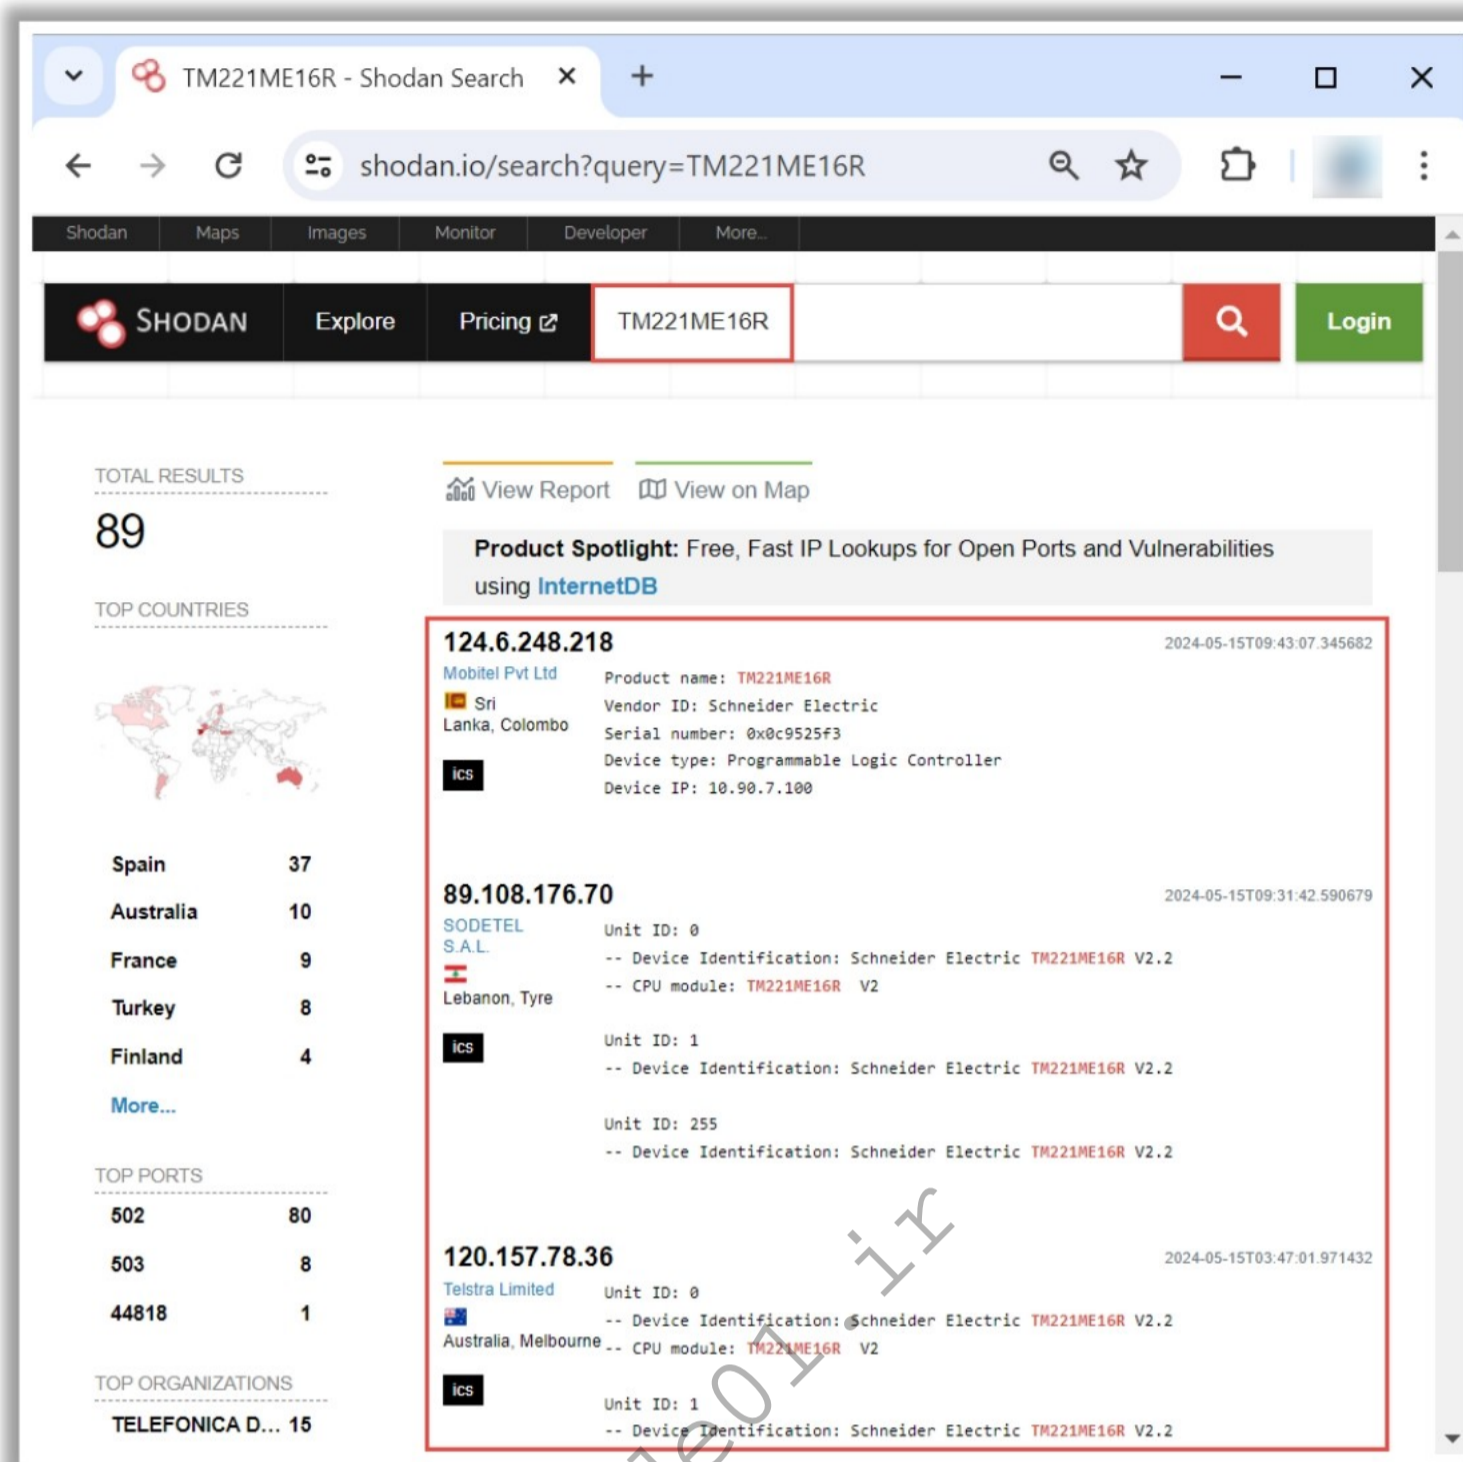 TM221ME16R - Shodan Search
shodan.io/search?query=TM221ME16R
Shodan Maps Images Monitor Developer More...
SHODAN Explore Pricing TM221ME16R Login
TOTAL RESULTS
89
TOP COUNTRIES
Spain 37
Australia 10
France 9
Turkey 8
Finland 4
More...
TOP PORTS
502 80
503 8
44818 1
TOP ORGANIZATIONS
TELEFONICA D... 15
View Report View on Map
Product Spotlight: Free, Fast IP Lookups for Open Ports and Vulnerabilities
using InternetDB
124.6.248.218 2024-05-15T09:43:07.345682
Mobitel Pvt Ltd
Sri
Lanka, Colombo
ics
Product name: TM221ME16R
Vendor ID: Schneider Electric
Serial number: 0x0c9525f3
Device type: Programmable Logic Controller
Device IP: 10.90.7.100
89.108.176.70 2024-05-15T09:31:42.590679
SODETEL
S.A.L.
Lebanon, Tyre
ics
Unit ID: 0
-- Device Identification: Schneider Electric TM221ME16R V2.2
-- CPU module: TM221ME16R V2
Unit ID: 1
-- Device Identification: Schneider Electric TM221ME16R V2.2
Unit ID: 255
-- Device Identification: Schneider Electric TM221ME16R V2.2
120.157.78.36 2024-05-15T03:47:01.971432
Telstra Limited
Australia, Melbourne
ics
Unit ID: 0
-- Device Identification: Schneider Electric TM221ME16R V2.2
-- CPU module: TM221ME16R V2
Unit ID: 1
-- Device Identification: Schneider Electric TM221ME16R V2.2